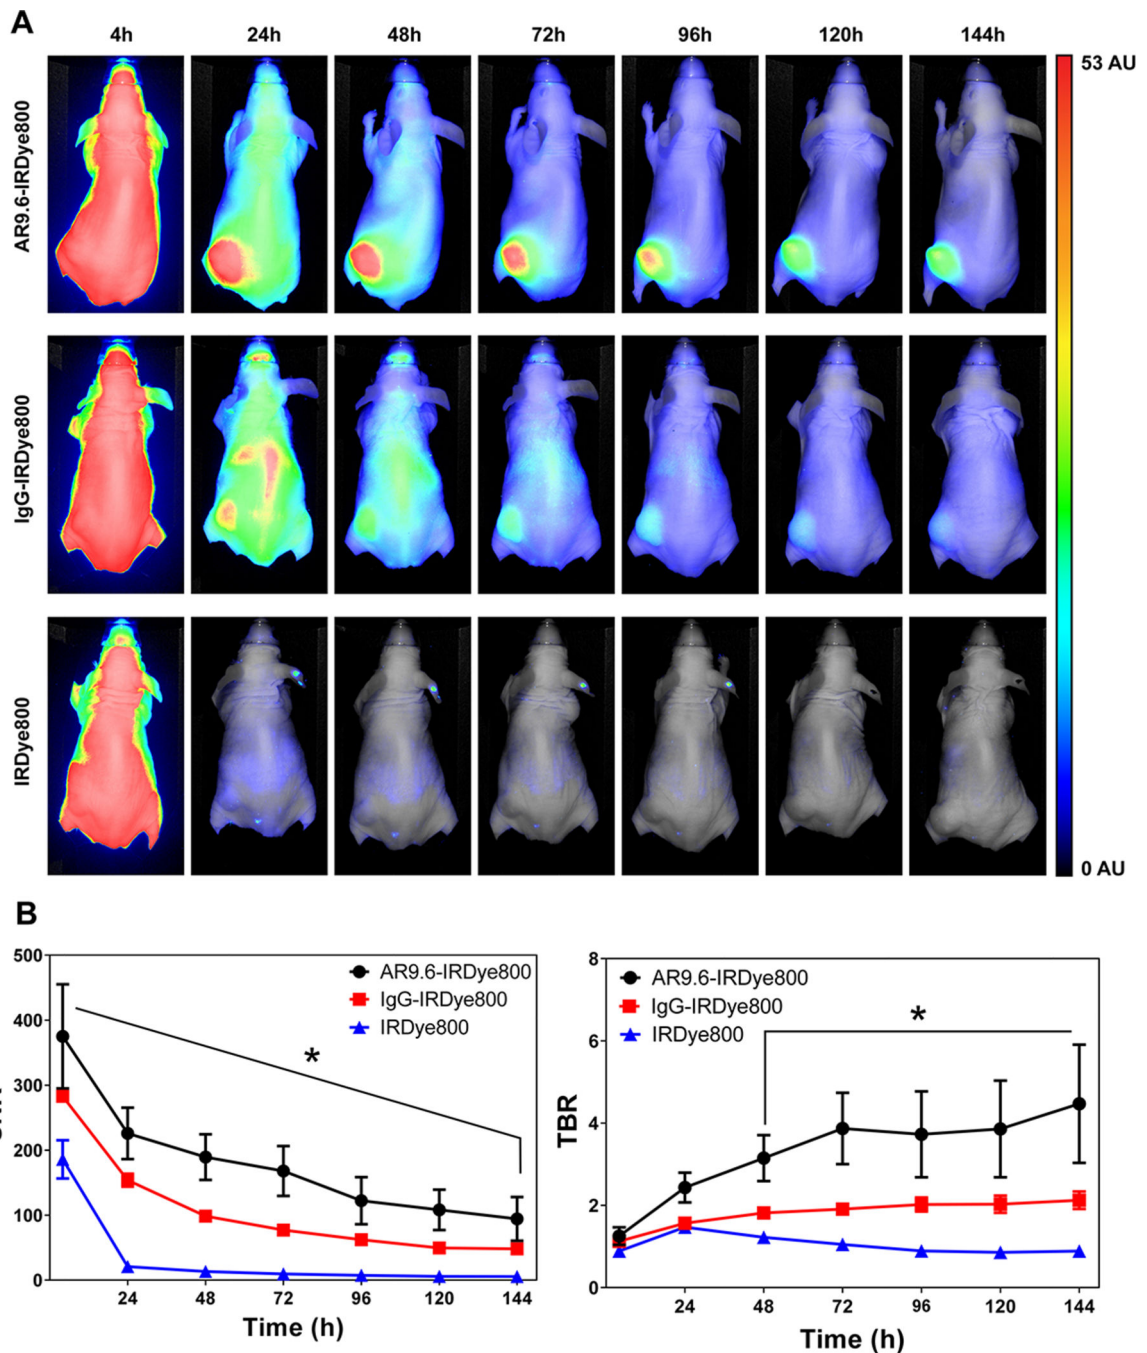 A
4h 24h 48h 72h 96h 120h 144h
AR9.6-IRDye800
53 AU
IgG-IRDye800
IRDye800
0 AU
B
500
400
300
200
100
0
24 48 72 96 120 144
Time (h)
AR9.6-IRDye800
IgG-IRDye800
IRDye800
*
TBR
8
6
4
2
0
24 48 72 96 120 144
Time (h)
AR9.6-IRDye800
IgG-IRDye800
IRDye800
*